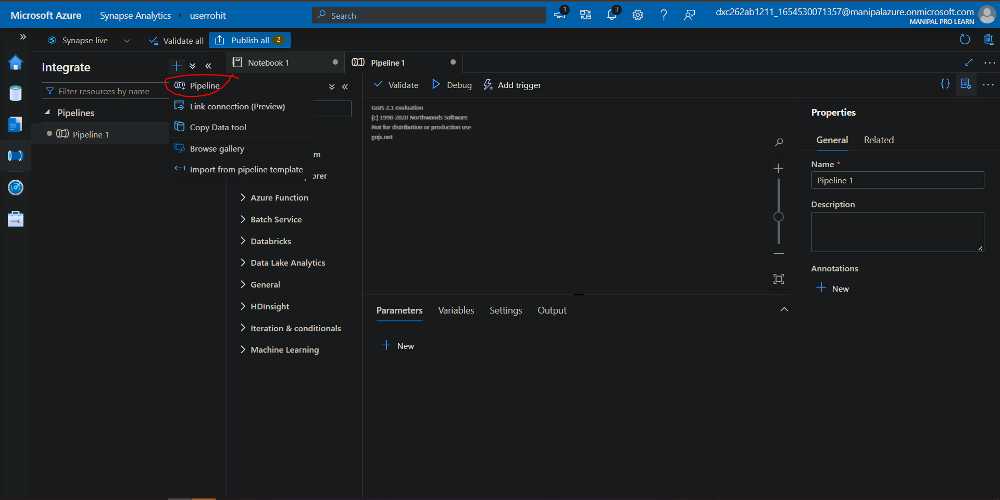 Microsoft Azure
Synapse Analytics
userrohit
Search
1
3
dxc262ab1211_1654530071357@manipalazure.onmicrosoft.com
MANIPAL PRO LEARN
Synapse live
Validate all
Publish all 2
Integrate
Notebook 1
Pipeline 1
Filter resources by name
Pipelines
Pipeline 1
Pipeline
Link connection (Preview)
Copy Data tool
Browse gallery
Import from pipeline template
m
orer
Azure Function
Batch Service
Databricks
Data Lake Analytics
General
HDInsight
Iteration & conditionals
Machine Learning
Validate
Debug
Add trigger
{}
GoJS 2.1 evaluation
(c) 1998-2020 Northwoods Software
Not for distribution or production use
gojs.net
Parameters
Variables
Settings
Output
New
Properties
General
Related
Name *
Pipeline 1
Description
Annotations
New